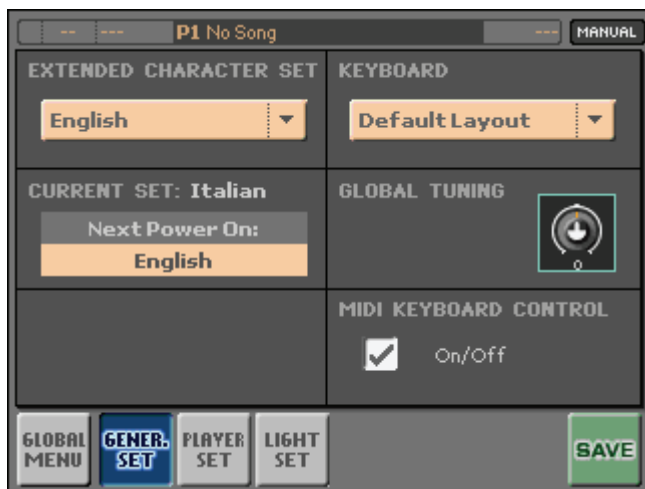 -- --- P1 No Song --- MANUAL
EXTENDED CHARACTER SET
English
KEYBOARD
Default Layout
CURRENT SET: Italian
Next Power On:
English
GLOBAL TUNING
0
MIDI KEYBOARD CONTROL
On/Off
GLOBAL MENU
GENER. SET
PLAYER SET
LIGHT SET
SAVE